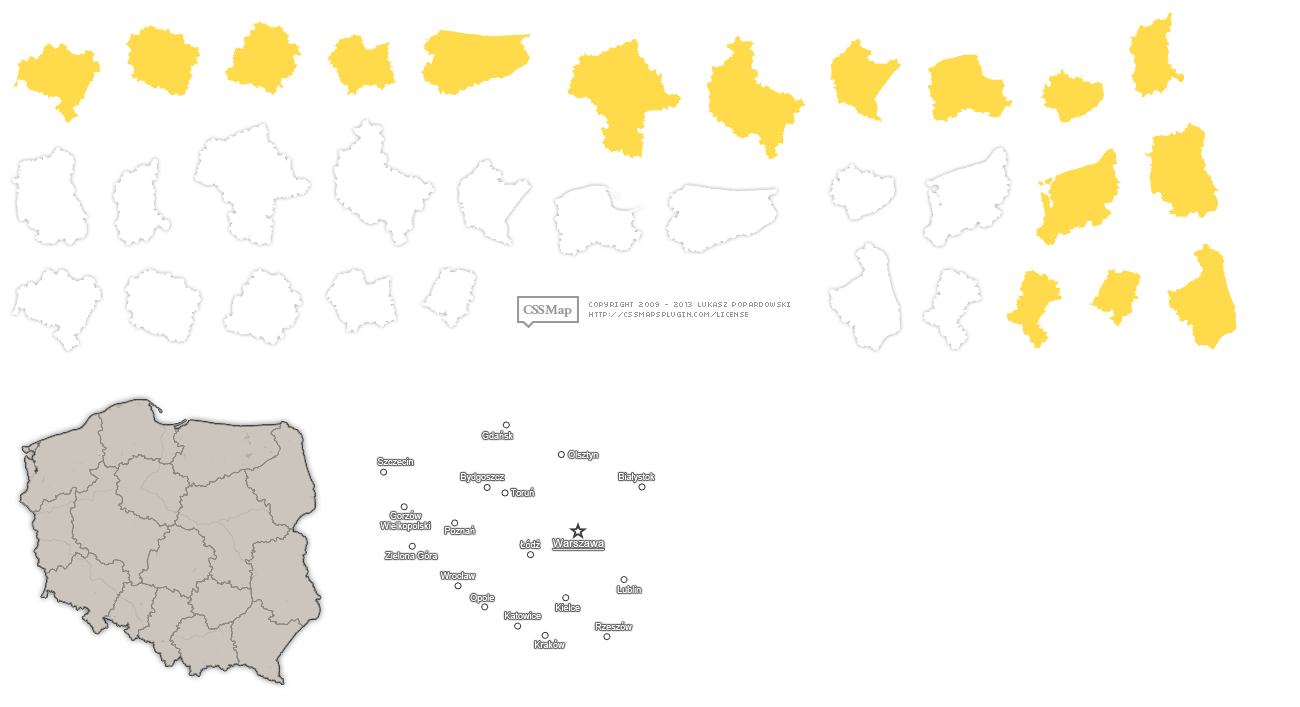 CSSMap
COPYRIGHT 2009 - 2013 LUKASZ POPARDOWSKI
HTTP://CSSMAPSPLUGIN.COM/LICENSE
Gdańsk
Olsztyn
Szczecin
Bydgoszcz
Białystok
Toruń
Gorzów
Wielkopolski
Poznań
Łódź
Warszawa
Zielona Góra
Wrocław
Lublin
Opole
Kielce
Katowice
Rzeszów
Kraków